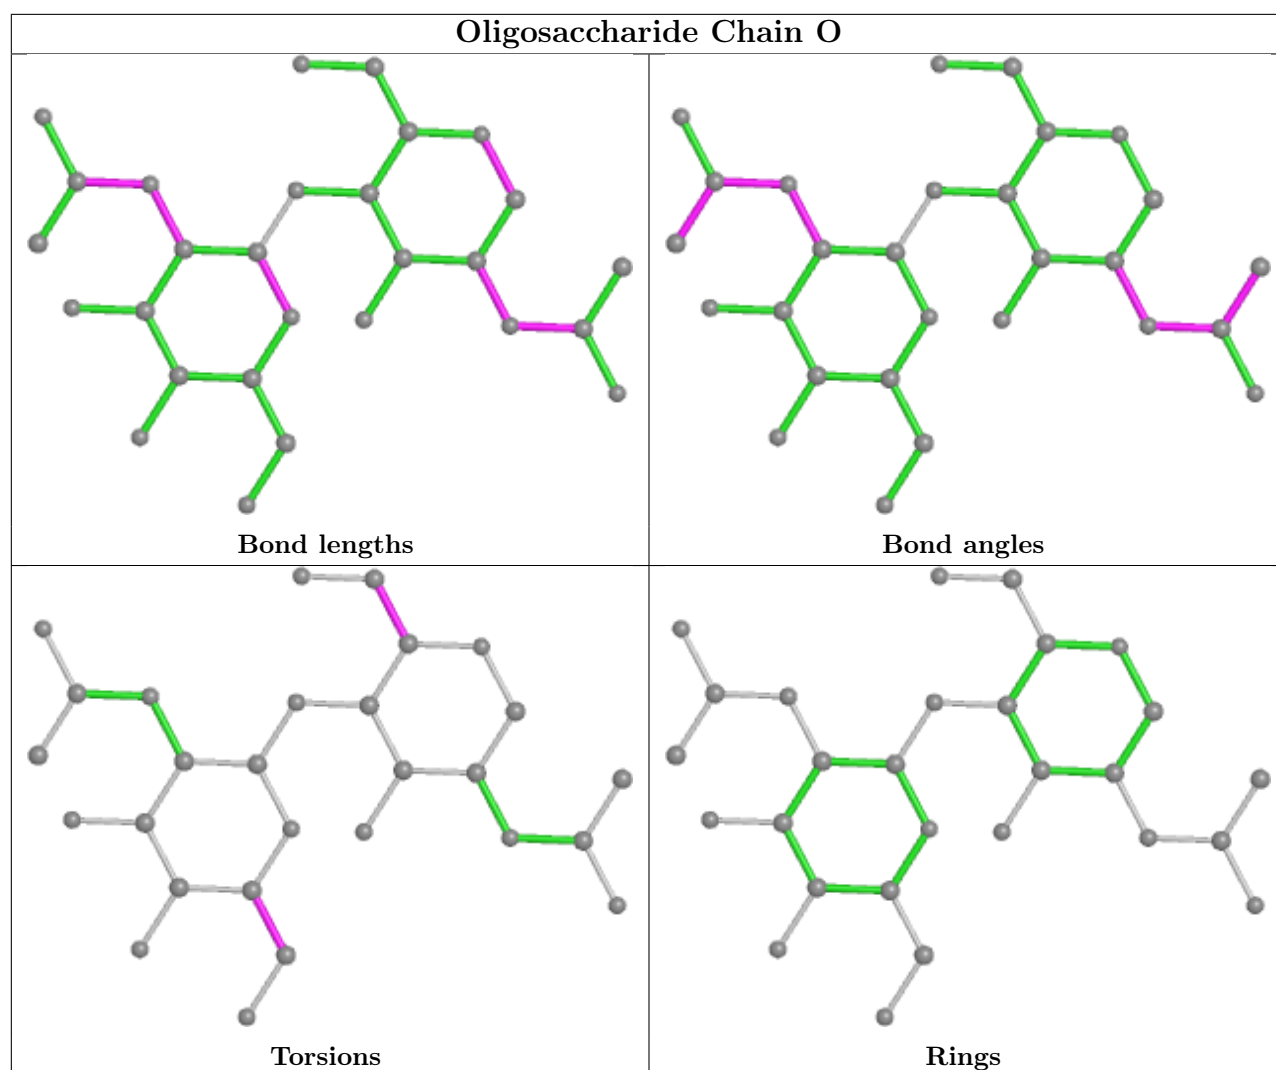 Oligosaccharide Chain O
Bond lengths
Bond angles
Torsions
Rings